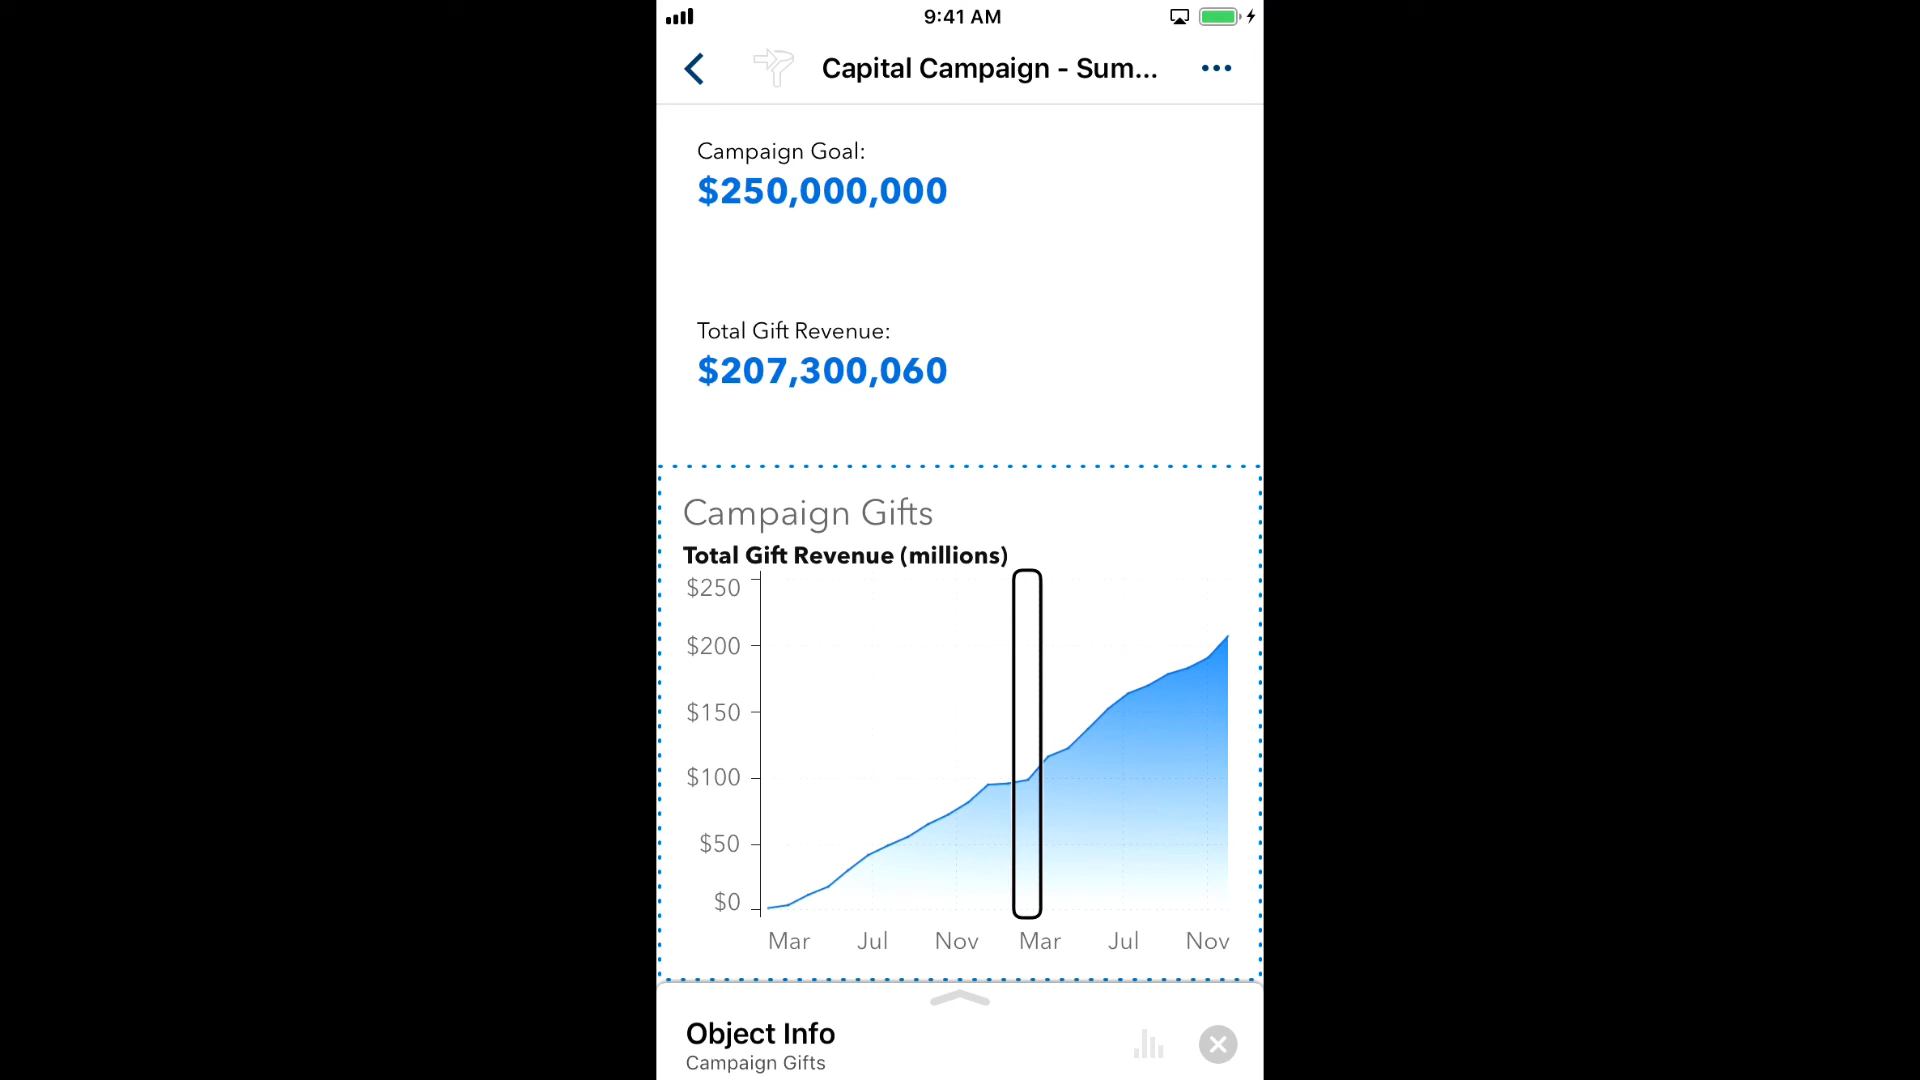 9:41 AM
Capital Campaign - Sum...
Campaign Goal:
$250,000,000
Total Gift Revenue:
$207,300,060
Campaign Gifts
Total Gift Revenue (millions)
$250
$200
$150
$100
$50
$0
Mar Jul Nov Mar Jul Nov
Object Info
Campaign Gifts